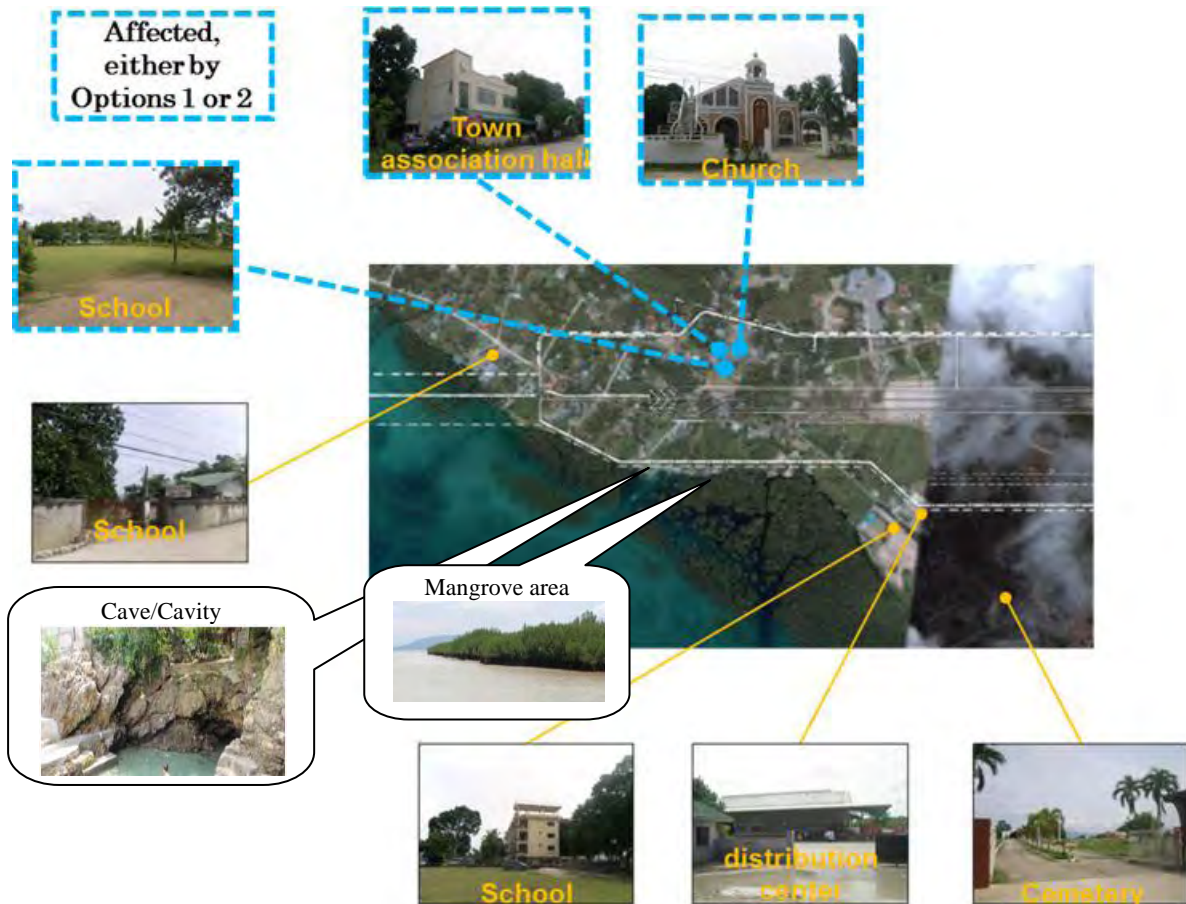 Affected,
either by
Options 1 or 2
Town
association hall
Church
School
School
Cave/Cavity
Mangrove area
School
distribution
center
Cemetery